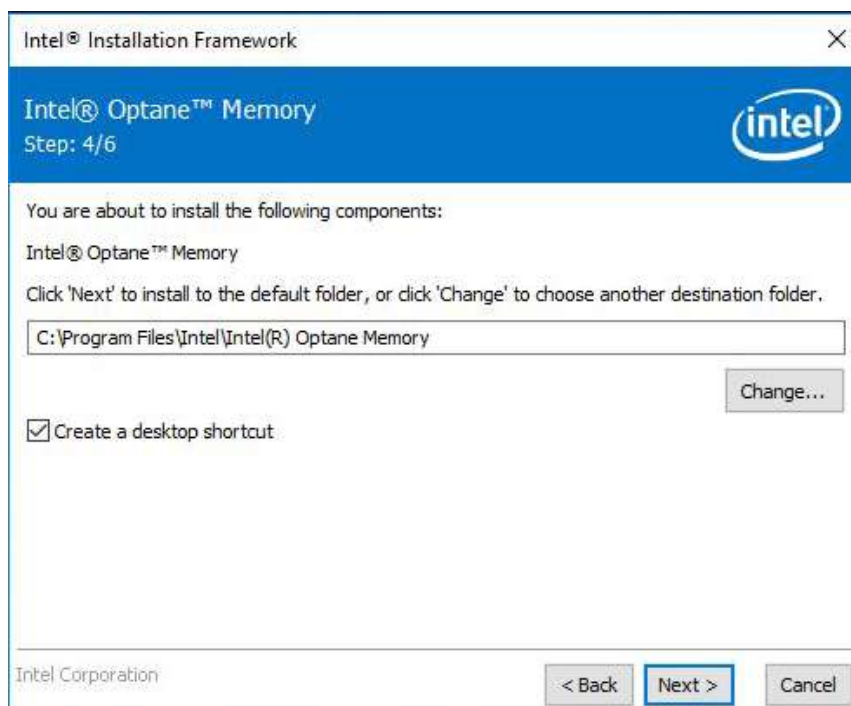 Intel® Installation Framework
Intel® Optane™ Memory
Step: 4/6
intel
You are about to install the following components:
Intel® Optane™ Memory
Click 'Next' to install to the default folder, or click 'Change' to choose another destination folder.
C:\Program Files\Intel\Intel(R) Optane Memory
Change...
Create a desktop shortcut
Intel Corporation
< Back
Next >
Cancel